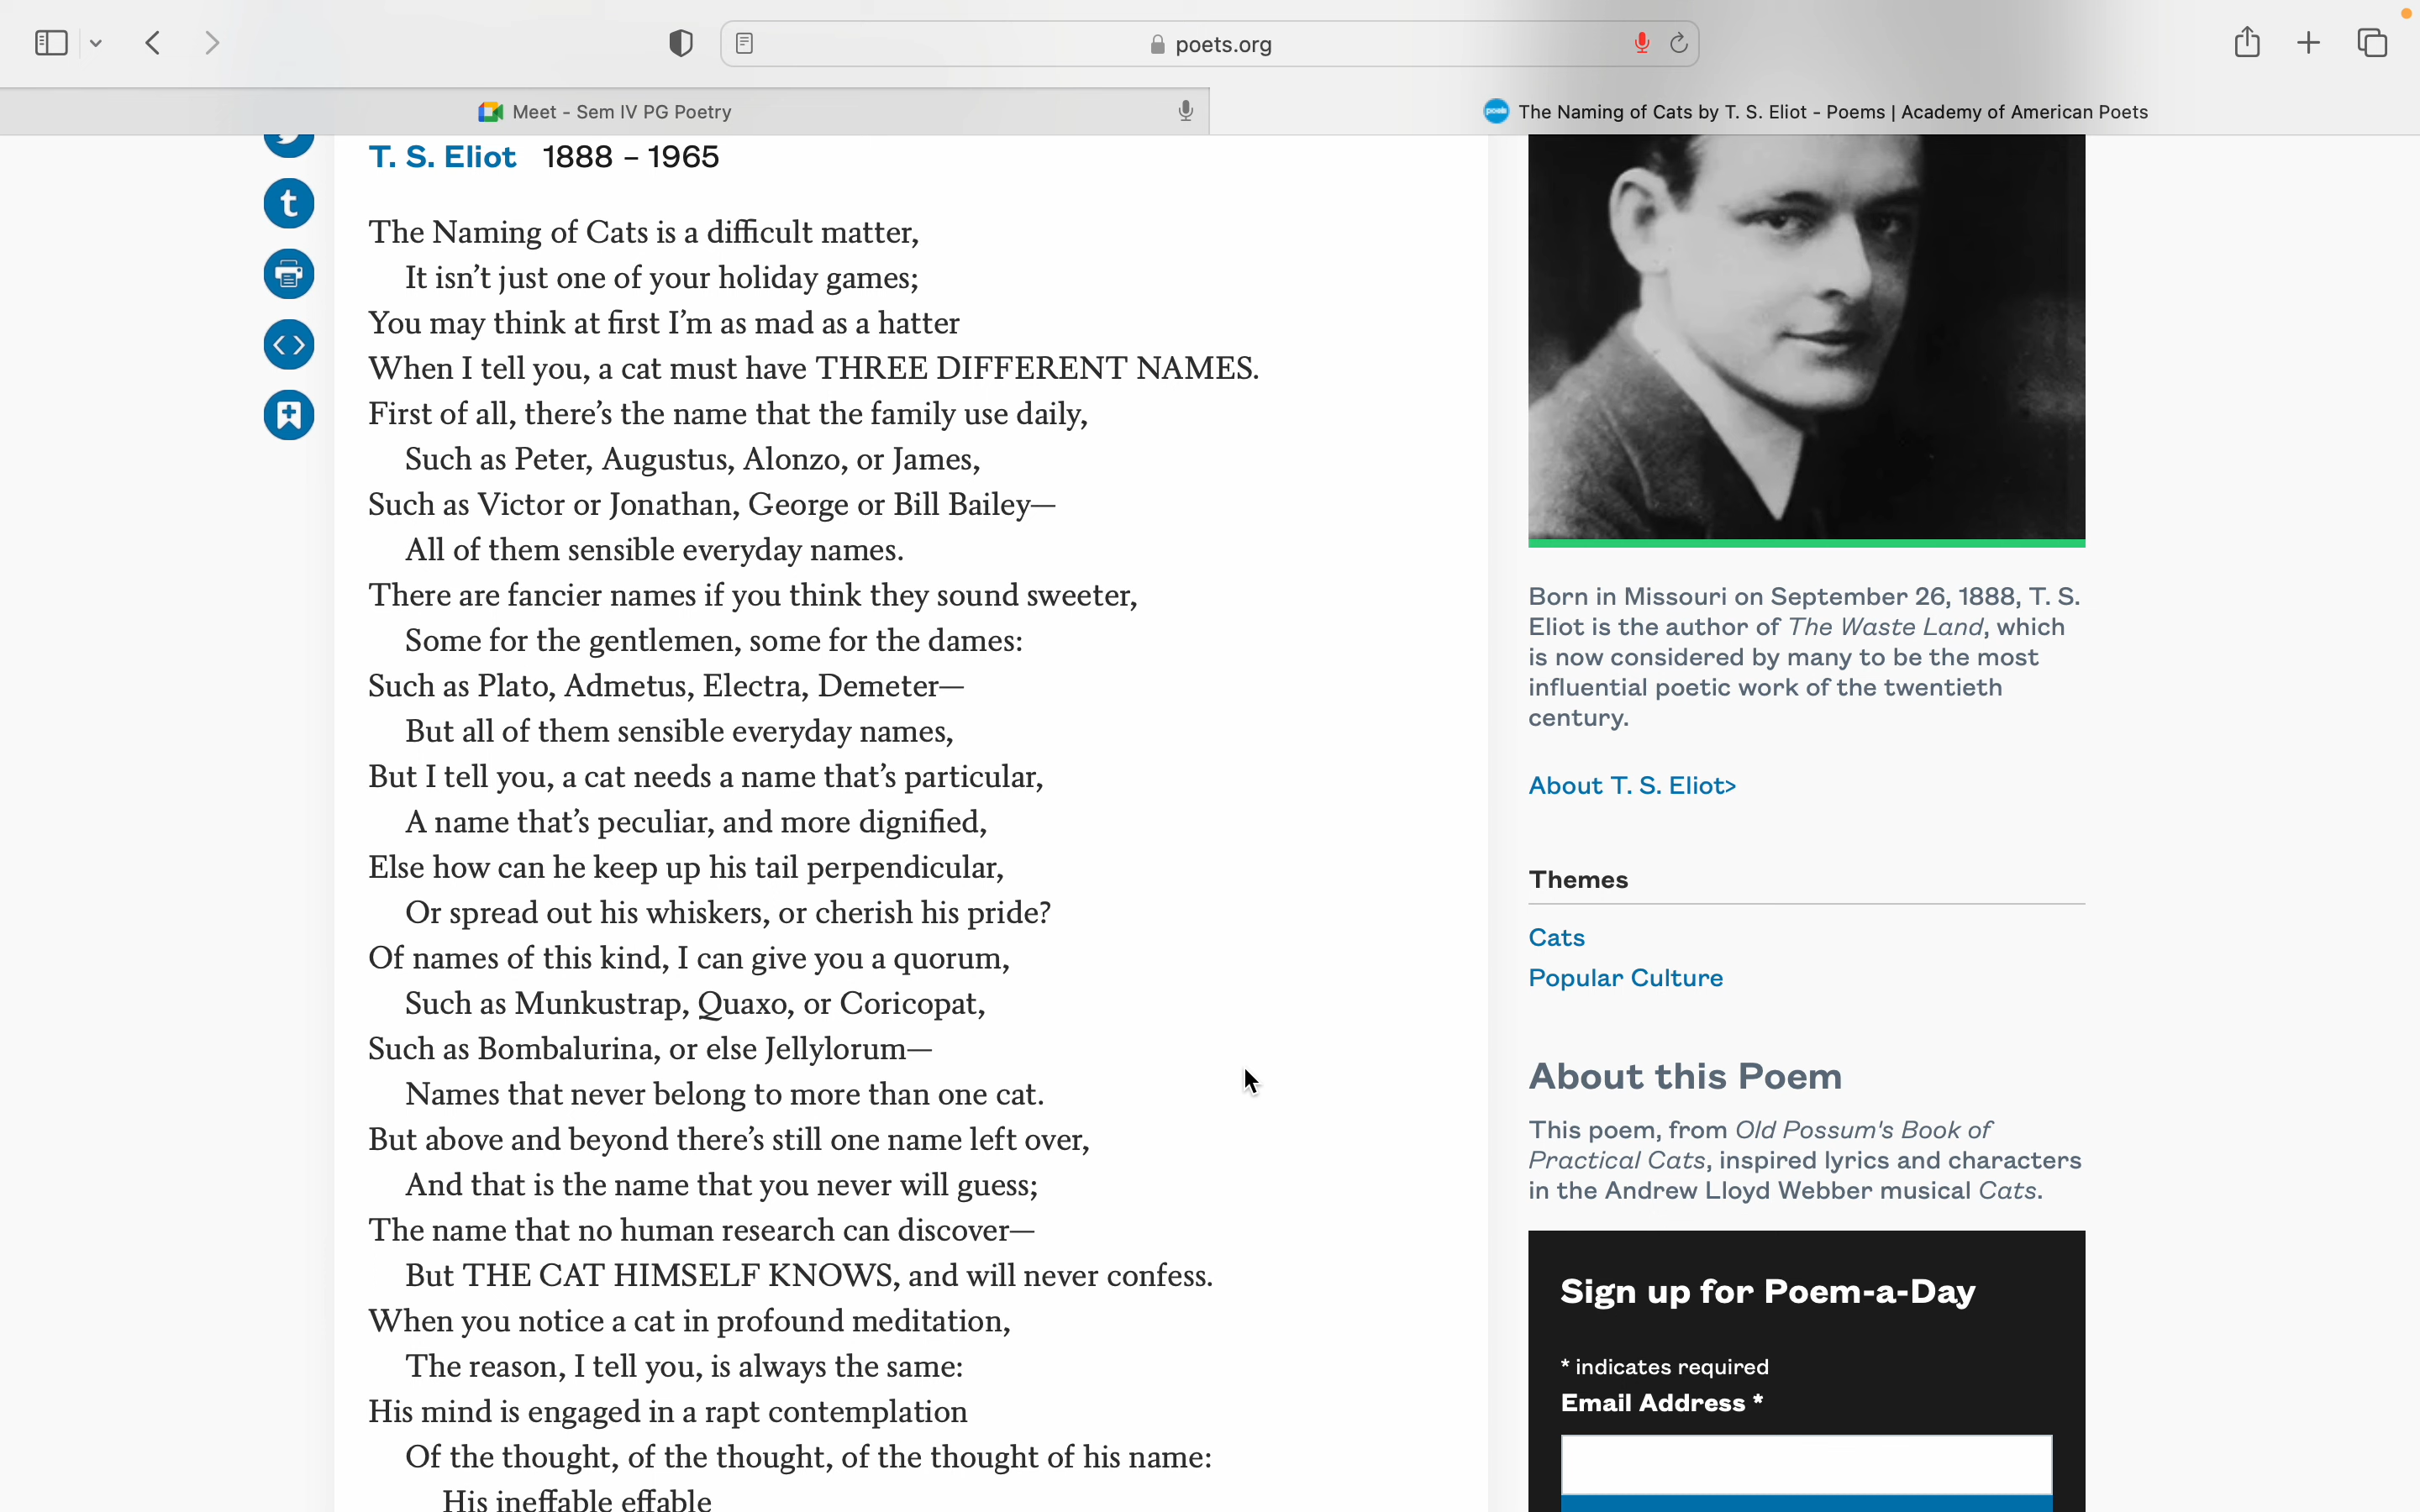 poets.org
Meet - Sem IV PG Poetry
poets
The Naming of Cats by T. S. Eliot - Poems | Academy of American Poets
T. S. Eliot 1888 – 1965
The Naming of Cats is a difficult matter,
It isn’t just one of your holiday games;
You may think at first I’m as mad as a hatter
When I tell you, a cat must have THREE DIFFERENT NAMES.
First of all, there’s the name that the family use daily,
Such as Peter, Augustus, Alonzo, or James,
Such as Victor or Jonathan, George or Bill Bailey—
All of them sensible everyday names.
There are fancier names if you think they sound sweeter,
Some for the gentlemen, some for the dames:
Such as Plato, Admetus, Electra, Demeter—
But all of them sensible everyday names,
But I tell you, a cat needs a name that’s particular,
A name that’s peculiar, and more dignified,
Else how can he keep up his tail perpendicular,
Or spread out his whiskers, or cherish his pride?
Of names of this kind, I can give you a quorum,
Such as Munkustrap, Quaxo, or Coricopat,
Such as Bombalurina, or else Jellylorum—
Names that never belong to more than one cat.
But above and beyond there’s still one name left over,
And that is the name that you never will guess;
The name that no human research can discover—
But THE CAT HIMSELF KNOWS, and will never confess.
When you notice a cat in profound meditation,
The reason, I tell you, is always the same:
His mind is engaged in a rapt contemplation
Of the thought, of the thought, of the thought of his name:
His ineffable effable
Born in Missouri on September 26, 1888, T. S.
Eliot is the author of The Waste Land, which
is now considered by many to be the most
influential poetic work of the twentieth
century.
About T. S. Eliot>
Themes
Cats
Popular Culture
About this Poem
This poem, from Old Possum's Book of
Practical Cats, inspired lyrics and characters
in the Andrew Lloyd Webber musical Cats.
Sign up for Poem-a-Day
* indicates required
Email Address *